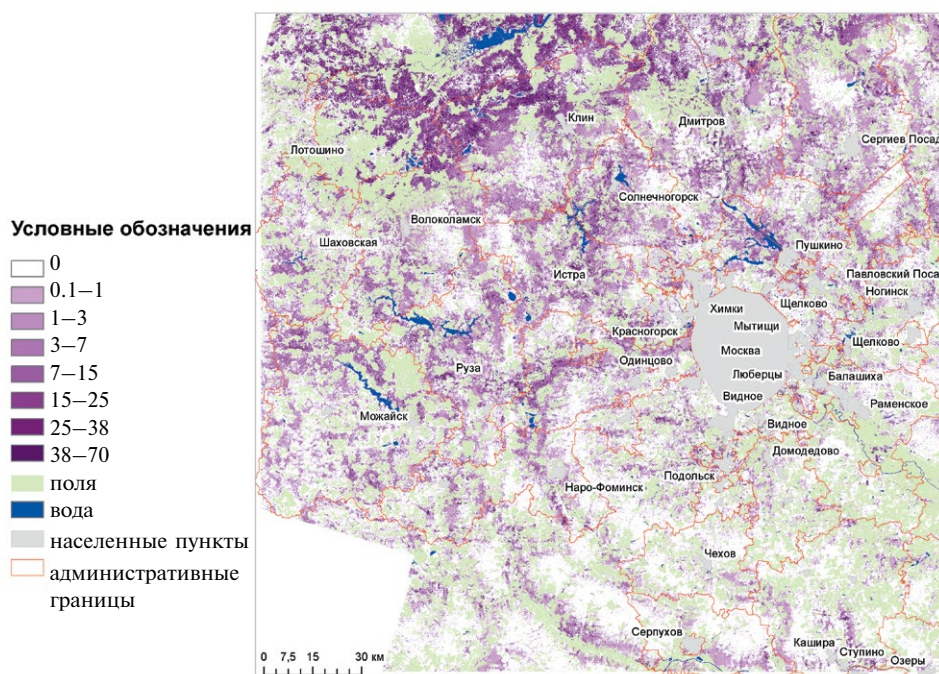 Условные обозначения
0
0.1–1
1–3
3–7
7–15
15–25
25–38
38–70
поля
вода
населенные пункты
административные
границы
Клин
Дмитров
Сергиев Посад
Лотошино
Солнечногорск
Волоколамск
Шаховская
Пушкино
Истра
Павловский Поса
Ногинск
Химки
Щелково
Красногорск
Мытищи
Щелково
Москва
Одинцово
Руза
Люберцы
Балашиха
Видное
Раменское
Можайск
Видное
Домодедово
Подольск
Наро-Фоминск
Чехов
Серпухов
Кашира
Ступино
Озеры
0 7,5 15 30 км